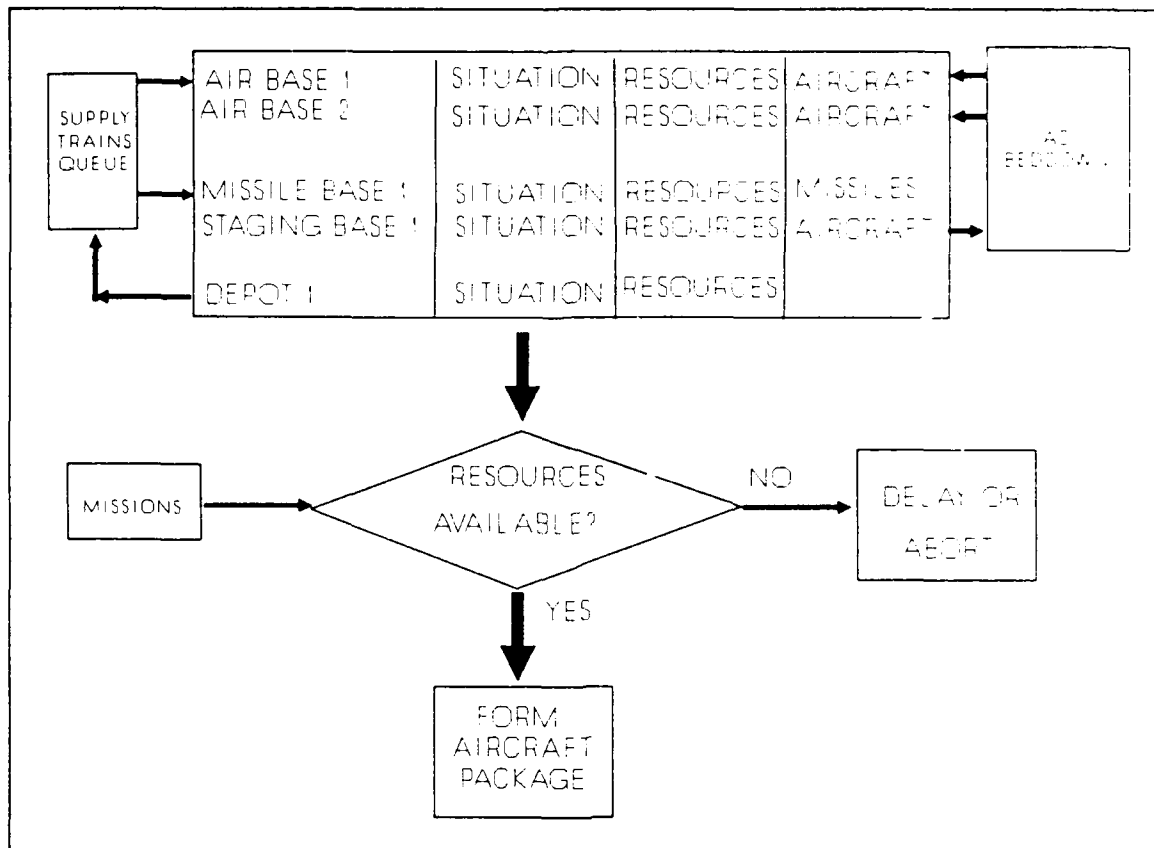 AIR BASE 1 SITUATION RESOURCES AIRCRAFT
AIR BASE 2 SITUATION RESOURCES AIRCRAFT
MISSILE BASE 1 SITUATION RESOURCES MISSILES
STAGING BASE 1 SITUATION RESOURCES AIRCRAFT
DEPOT 1 SITUATION RESOURCES
SUPPLY
TRAINS
QUEUE
MISSIONS
RESOURCES
AVAILABLE?
NO
DELAY OR
ABORT
YES
FORM
AIRCRAFT
PACKAGE